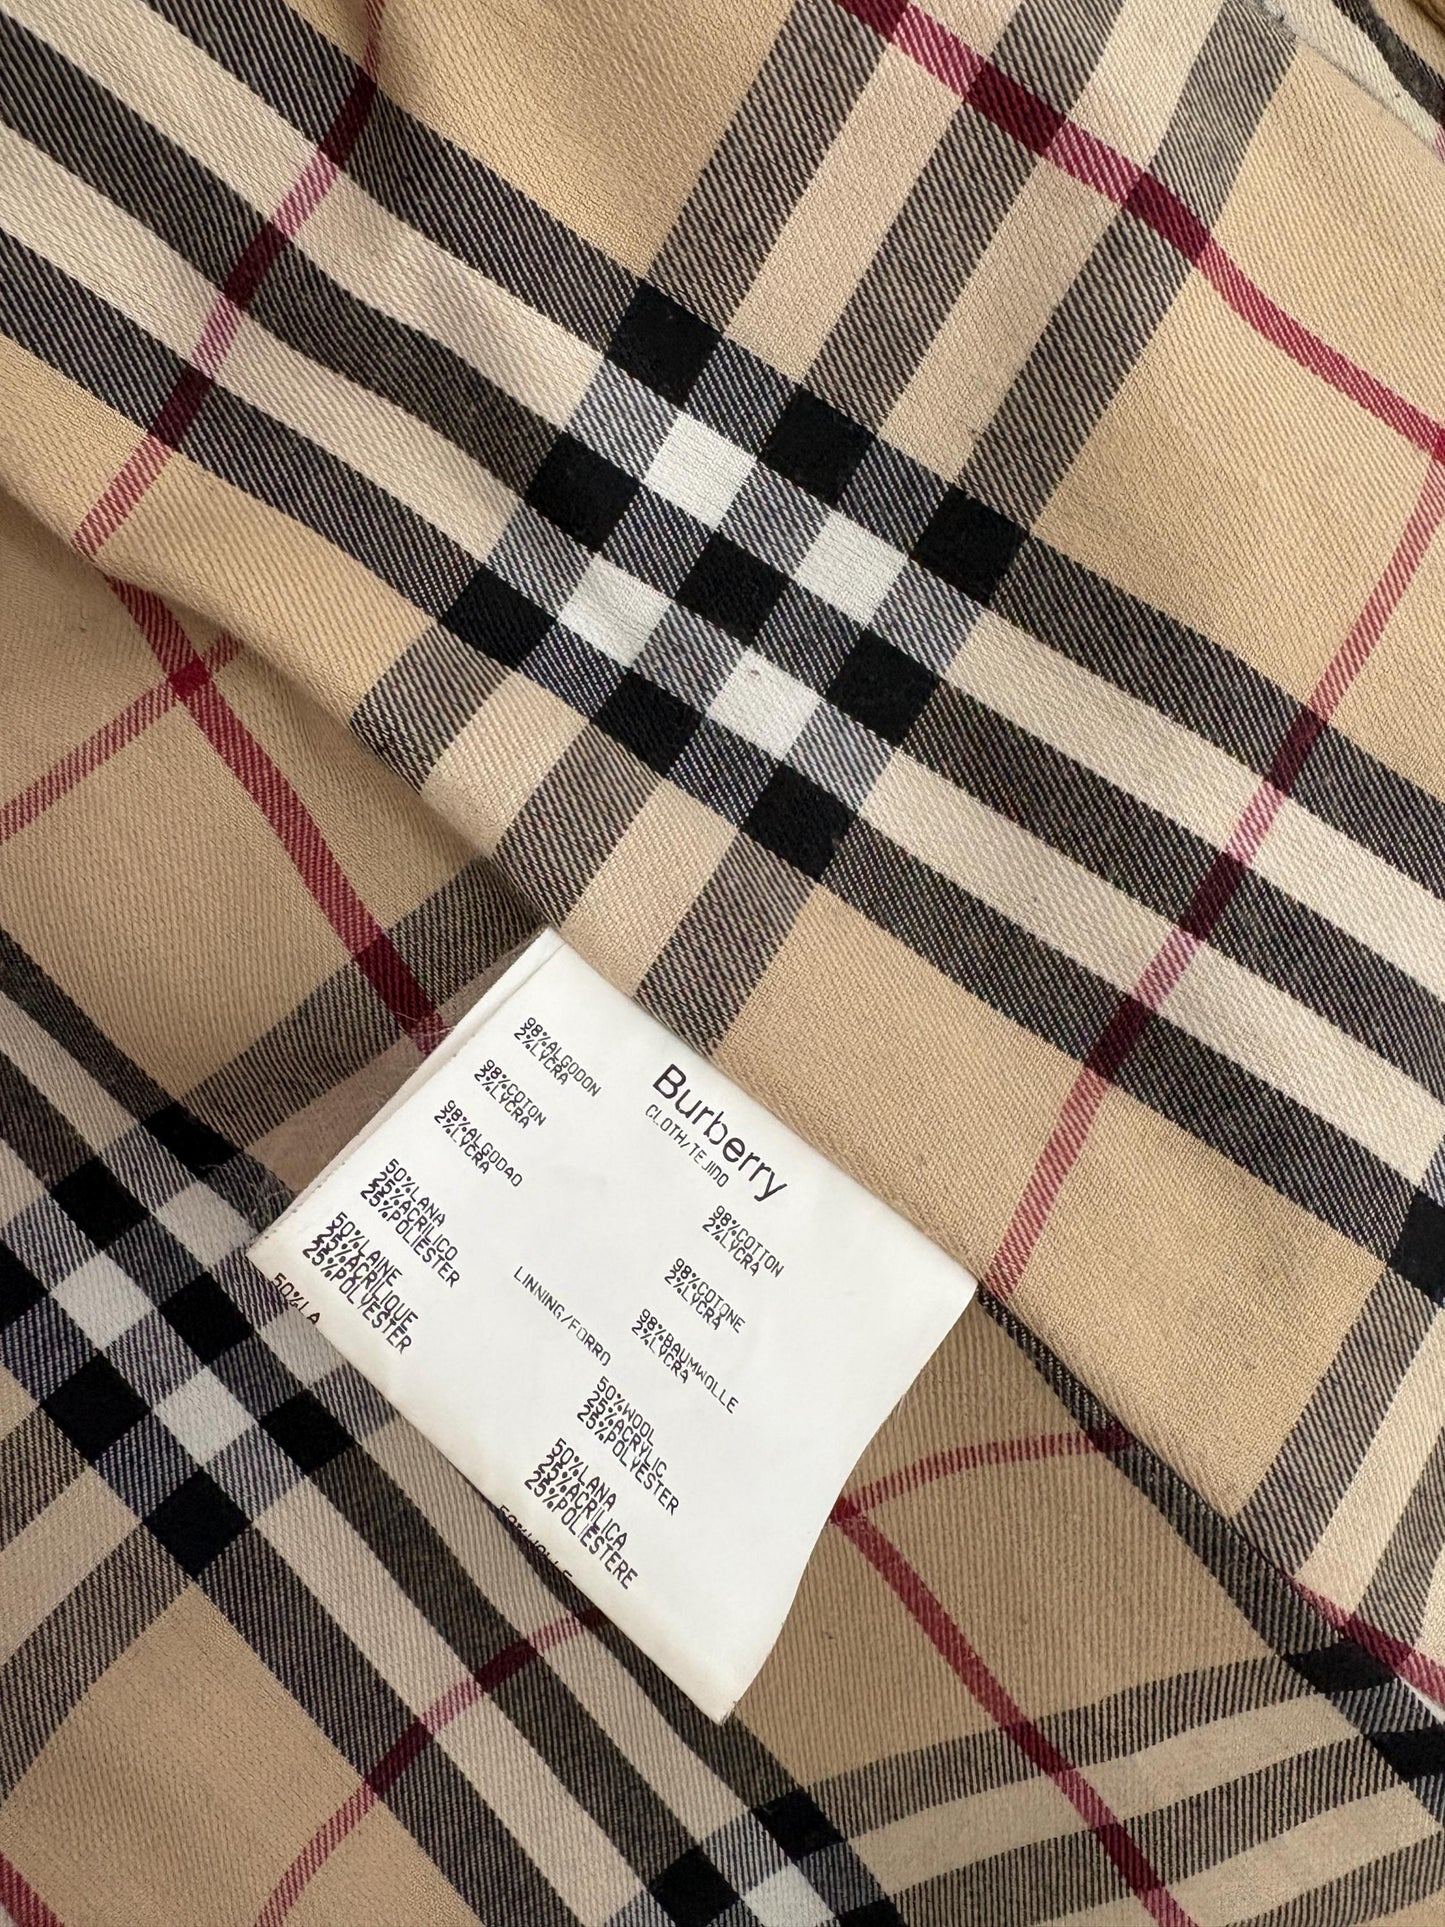 Burberry
CLOTH/TEJIDO
98%ALGODON
2%LYCRA
98%COTTON
2%LYCRA
98%COTON
2%LYCRA
98%COTONE
2%LYCRA
98%ALGODAO
2%LYCRA
98%BAUMWOLLE
2%LYCRA
LINNING/FORRO
50%LANA
25%ACRILICO
25%POLIESTER
50%WOOL
25%ACRYLIC
25%POLYESTER
50%LAINE
25%ACRILIQUE
25%POLYESTER
50%LANA
25%ACRILICA
25%POLIESTERE
50%LA